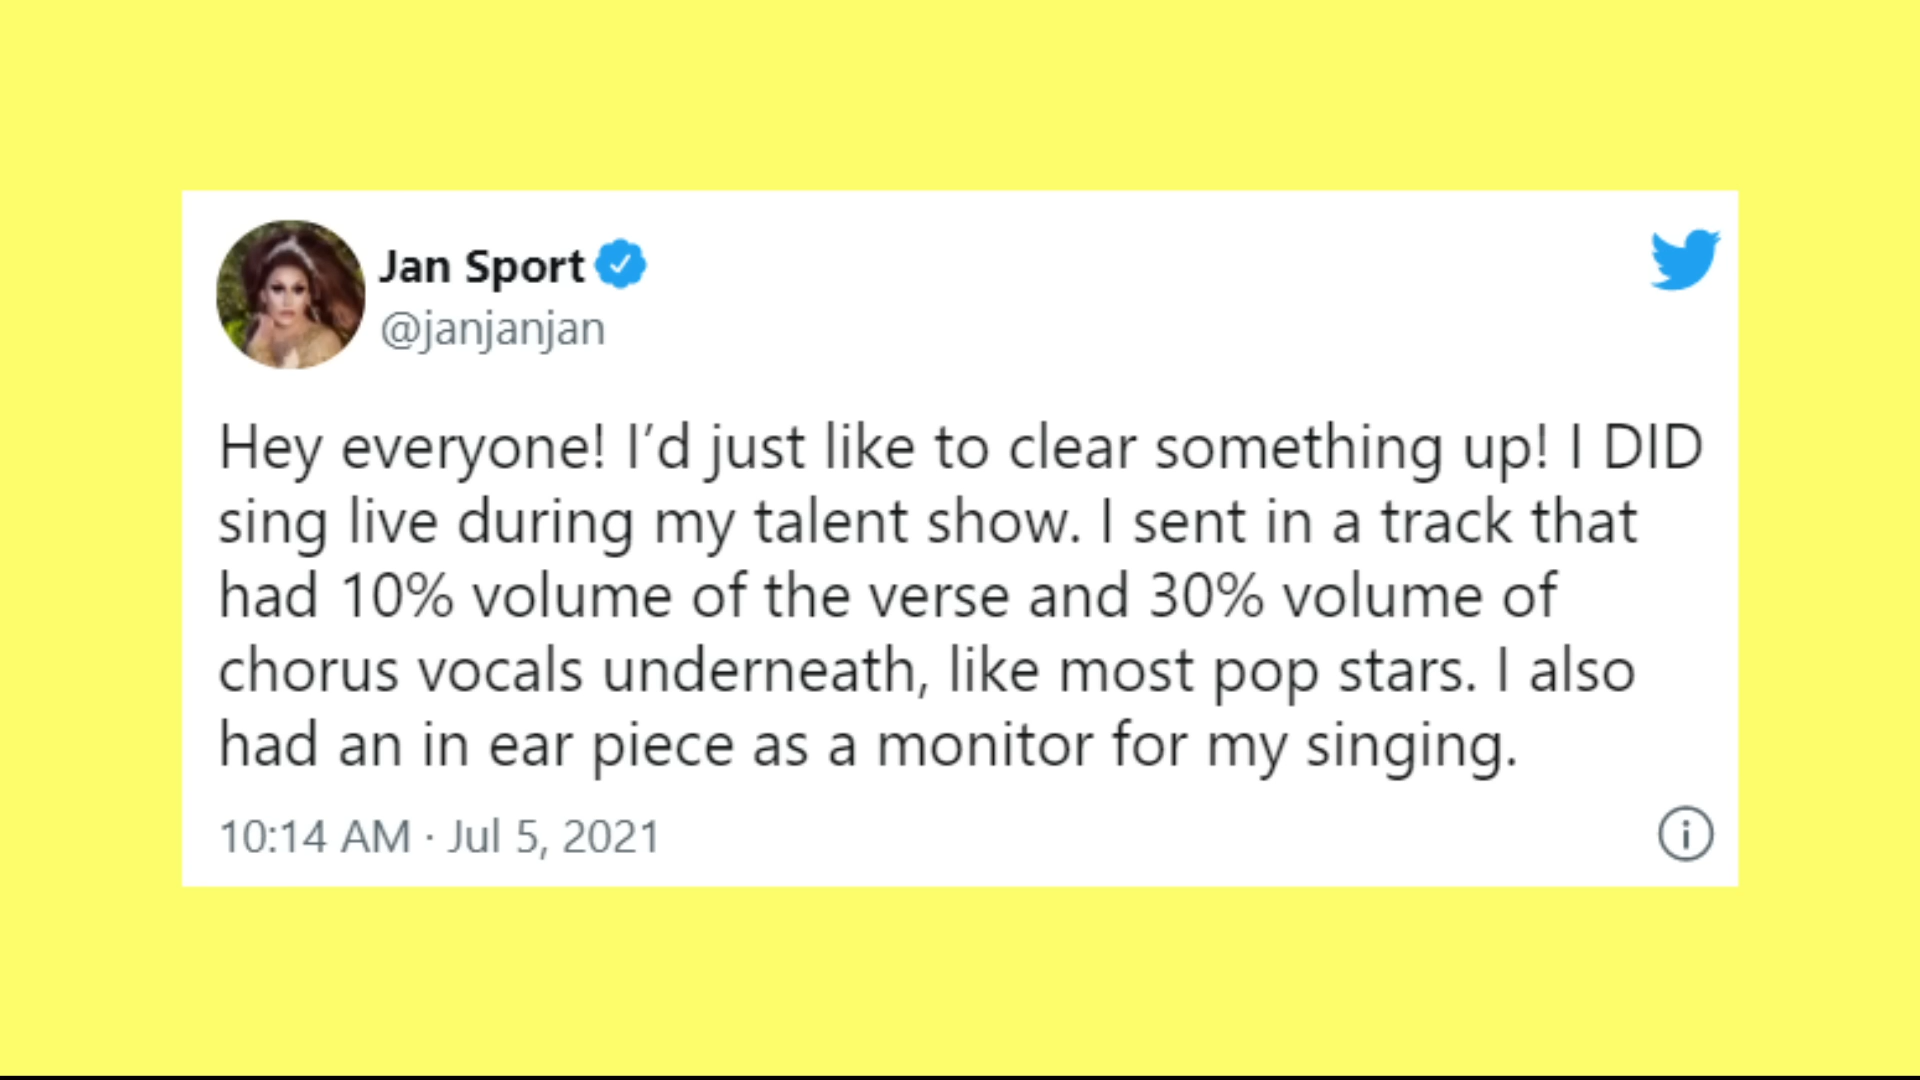 Jan Sport
@janjanjan
Hey everyone! I’d just like to clear something up! I DID
sing live during my talent show. I sent in a track that
had 10% volume of the verse and 30% volume of
chorus vocals underneath, like most pop stars. I also
had an in ear piece as a monitor for my singing.
10:14 AM · Jul 5, 2021